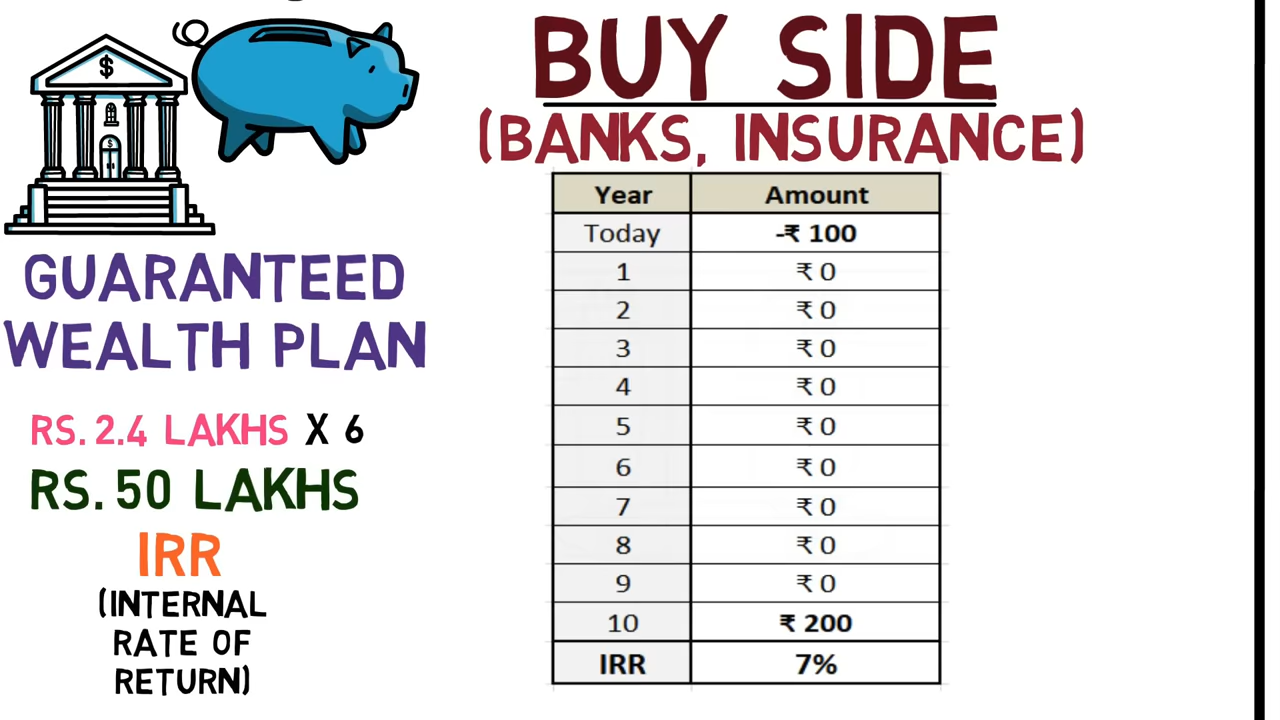 $
$
GUARANTEED
WEALTH PLAN
RS. 2.4 LAKHS X 6
RS. 50 LAKHS
IRR
(INTERNAL
RATE OF
RETURN)
BUY SIDE
(BANKS, INSURANCE)
Year Amount
Today -₹ 100
1 ₹ 0
2 ₹ 0
3 ₹ 0
4 ₹ 0
5 ₹ 0
6 ₹ 0
7 ₹ 0
8 ₹ 0
9 ₹ 0
10 ₹ 200
IRR 7%